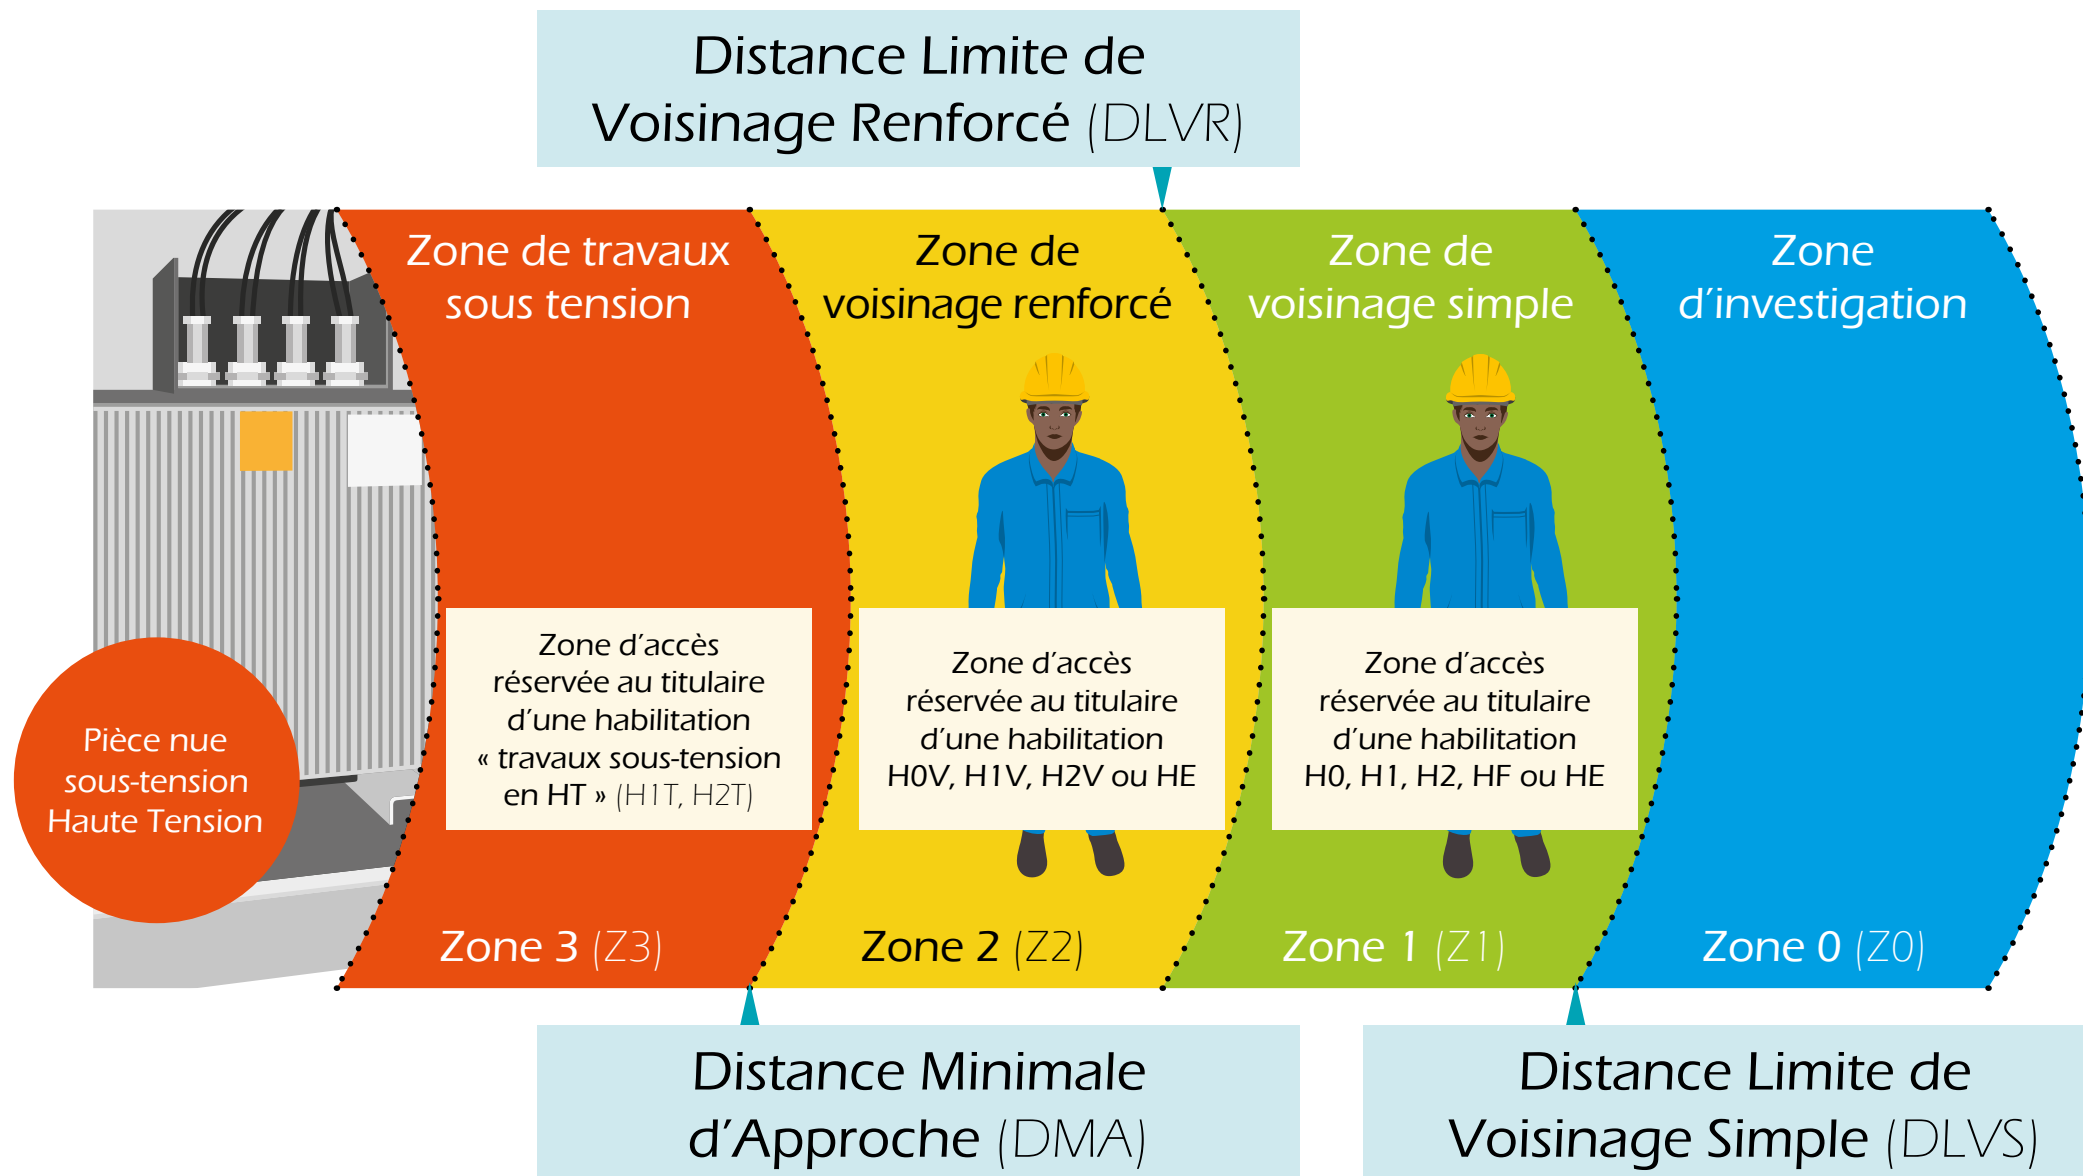 Distance Limite de
Voisinage Renforcé (DLVR)
Zone de travaux
sous tension
Zone de
voisinage renforcé
Zone de
voisinage simple
Zone
d’investigation
Pièce nue
sous-tension
Haute Tension
Zone d’accès
réservée au titulaire
d’une habilitation
« travaux sous-tension
en HT » (H1T, H2T)
Zone d’accès
réservée au titulaire
d’une habilitation
H0V, H1V, H2V ou HE
Zone d’accès
réservée au titulaire
d’une habilitation
H0, H1, H2, HF ou HE
Zone 3 (Z3)
Zone 2 (Z2)
Zone 1 (Z1)
Zone 0 (Z0)
Distance Minimale
d’Approche (DMA)
Distance Limite de
Voisinage Simple (DLVS)